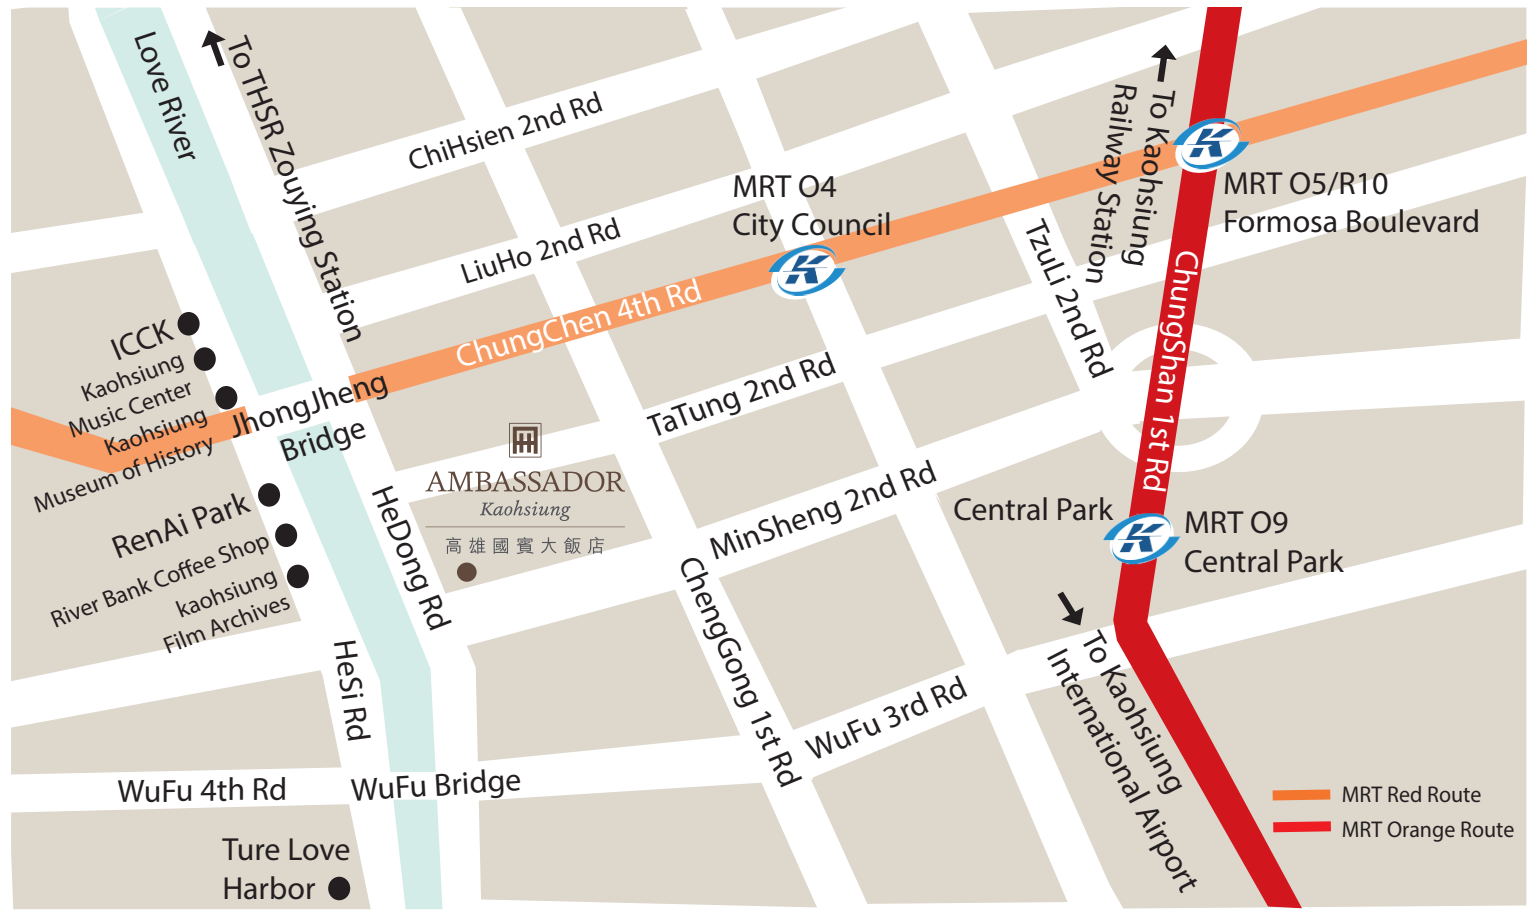 Love River
To THSR Zouying Station
ChiHsien 2nd Rd
LiuHo 2nd Rd
ChungChen 4th Rd
MRT O4
City Council
To Kaohsiung
Railway Station
MRT O5/R10
Formosa Boulevard
TzuLi 2nd Rd
ChungShan 1st Rd
ICCK
Kaohsiung
Music Center
Kaohsiung
Museum of History
JhongJheng
Bridge
TaTung 2nd Rd
AMBASSADOR
Kaohsiung
高雄國賓大飯店
HeDong Rd
RenAi Park
River Bank Coffee Shop
kaohsiung
Film Archives
MinSheng 2nd Rd
Central Park
MRT O9
Central Park
HeSi Rd
ChengGong 1st Rd
WuFu 3rd Rd
To Kaohsiung
International Airport
WuFu 4th Rd
WuFu Bridge
Ture Love
Harbor
MRT Red Route
MRT Orange Route